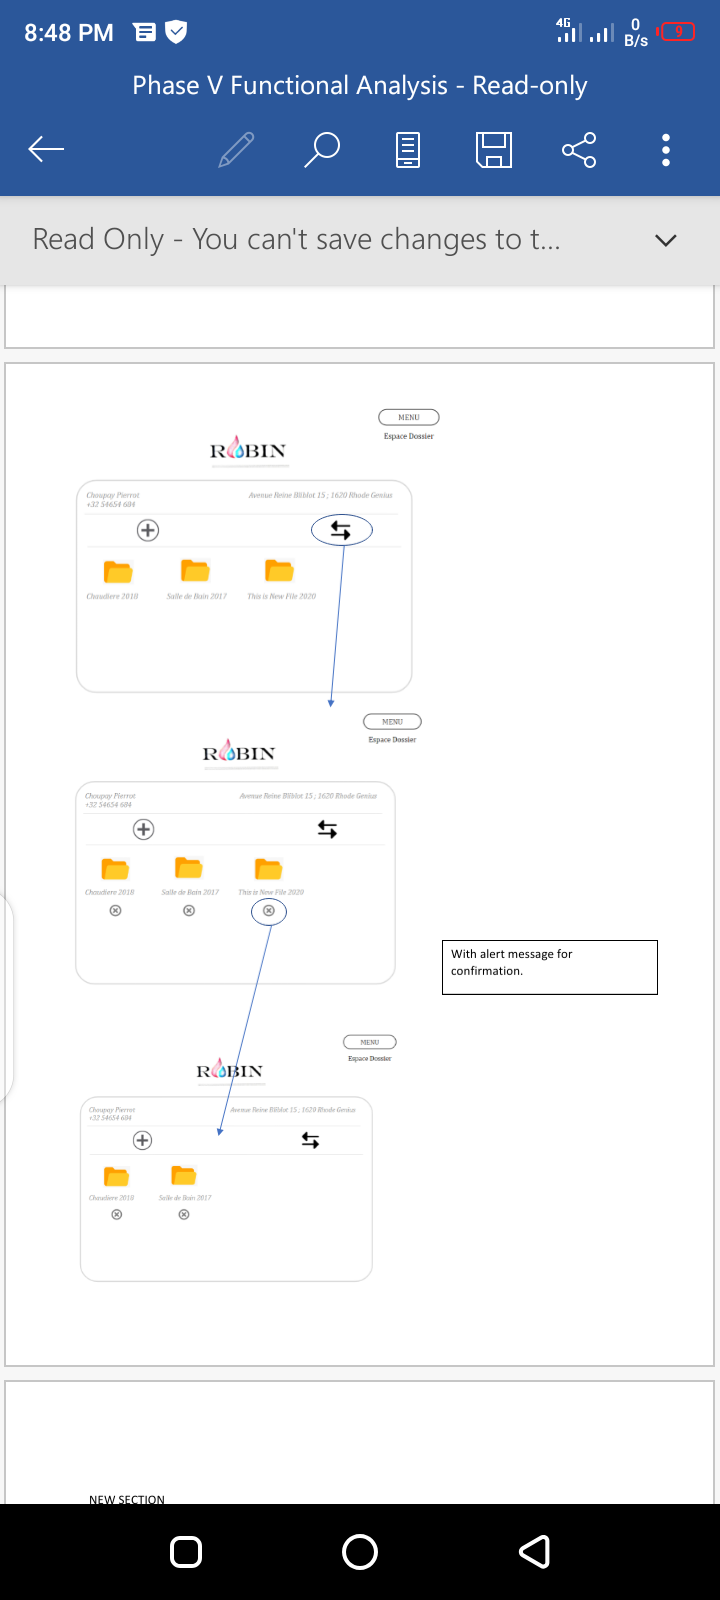 8:48 PM
4G
0
B/s
9
Phase V Functional Analysis - Read-only
Read Only - You can't save changes to t...
MENU
Espace Dossier
ROBIN
Choupay Pierrot
Avenue Reine Bliblot 15 ; 1620 Rhode Genius
+32 54654 684
Chaudiere 2018
Salle de Bain 2017
This is New File 2020
MENU
Espace Dossier
ROBIN
Choupay Pierrot
Avenue Reine Bliblot 15 ; 1620 Rhode Genius
+32 54654 684
Chaudiere 2018
Salle de Bain 2017
This is New File 2020
With alert message for
confirmation.
MENU
Espace Dossier
ROBIN
Choupay Pierrot
Avenue Reine Bliblot 15 ; 1620 Rhode Genius
+32 54654 684
Chaudiere 2018
Salle de Bain 2017
NEW SECTION